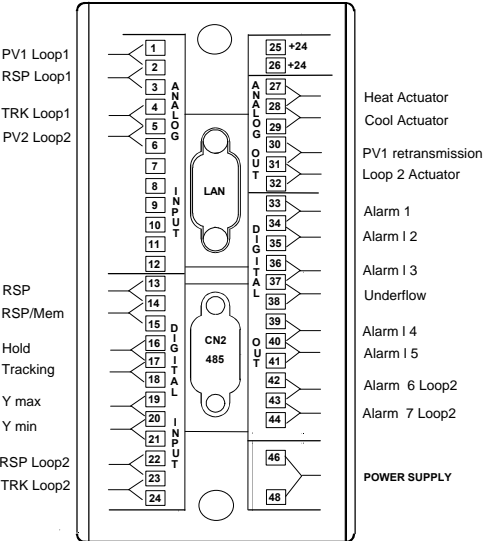 PV1 Loop1
RSP Loop1
TRK Loop1
PV2 Loop2
RSP
RSP/Mem
Hold
Tracking
Y max
Y min
RSP Loop2
TRK Loop2
1
2
3
4
5
6
7
8
9
10
11
12
13
14
15
16
17
18
19
20
21
22
23
24
ANALOG INPUT
DIGITAL INPUT
LAN
CN2
485
ANALOG OUT
DIGITAL OUT
25 +24
26 +24
27
28
29
30
31
32
33
34
35
36
37
38
39
40
41
42
43
44
46
48
Heat Actuator
Cool Actuator
PV1 retransmission
Loop 2 Actuator
Alarm 1
Alarm l 2
Alarm l 3
Underflow
Alarm l 4
Alarm l 5
Alarm 6 Loop2
Alarm 7 Loop2
POWER SUPPLY